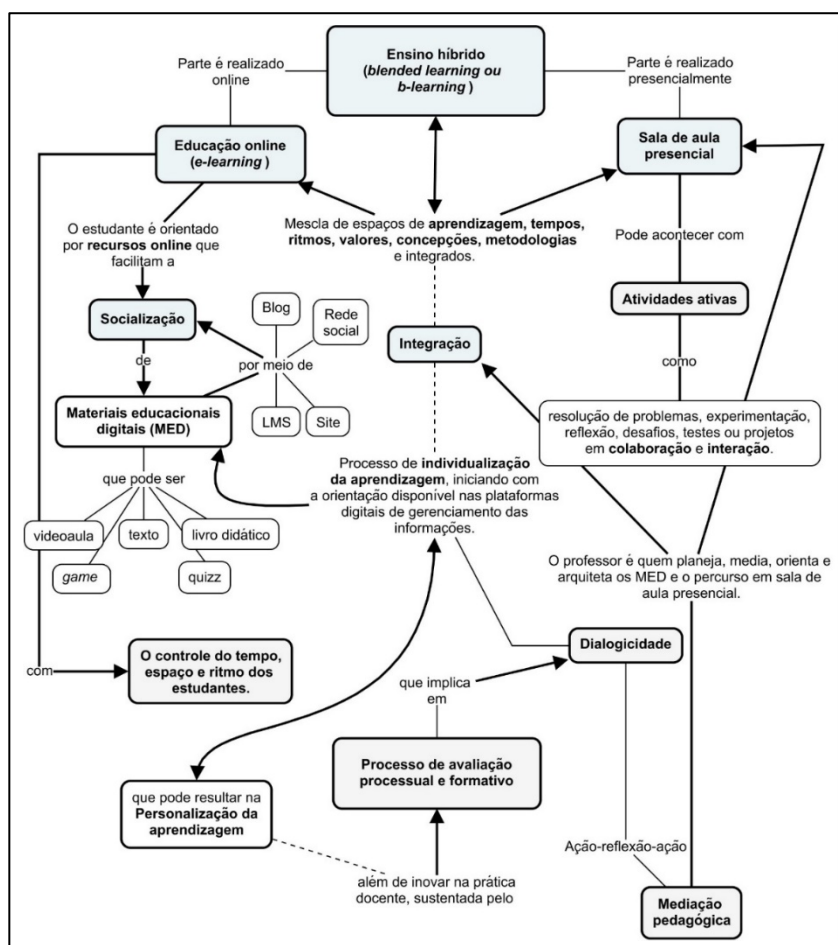 Ensino híbrido
(blended learning ou
b-learning )
Parte é realizado
online
Parte é realizado
presencialmente
Educação online
(e-learning )
Sala de aula
presencial
Mescla de espaços de aprendizagem, tempos,
ritmos, valores, concepções, metodologias
e integrados.
O estudante é orientado
por recursos online que
facilitam a
Pode acontecer com
Socialização
Blog
Rede
social
Atividades ativas
Integração
de
por meio de
como
Materiais educacionais
digitais (MED)
LMS
Site
resolução de problemas, experimentação,
reflexão, desafios, testes ou projetos
em colaboração e interação.
Processo de individualização
da aprendizagem, iniciando com
a orientação disponível nas plataformas
digitais de gerenciamento das
informações.
que pode ser
videoaula
texto
livro didático
game
quizz
O professor é quem planeja, media, orienta e
arquiteta os MED e o percurso em sala de
aula presencial.
com
O controle do tempo,
espaço e ritmo dos
estudantes.
Dialogicidade
que implica
em
Processo de avaliação
processual e formativo
que pode resultar na
Personalização da
aprendizagem
Ação-reflexão-ação
além de inovar na prática
docente, sustentada pelo
Mediação
pedagógica